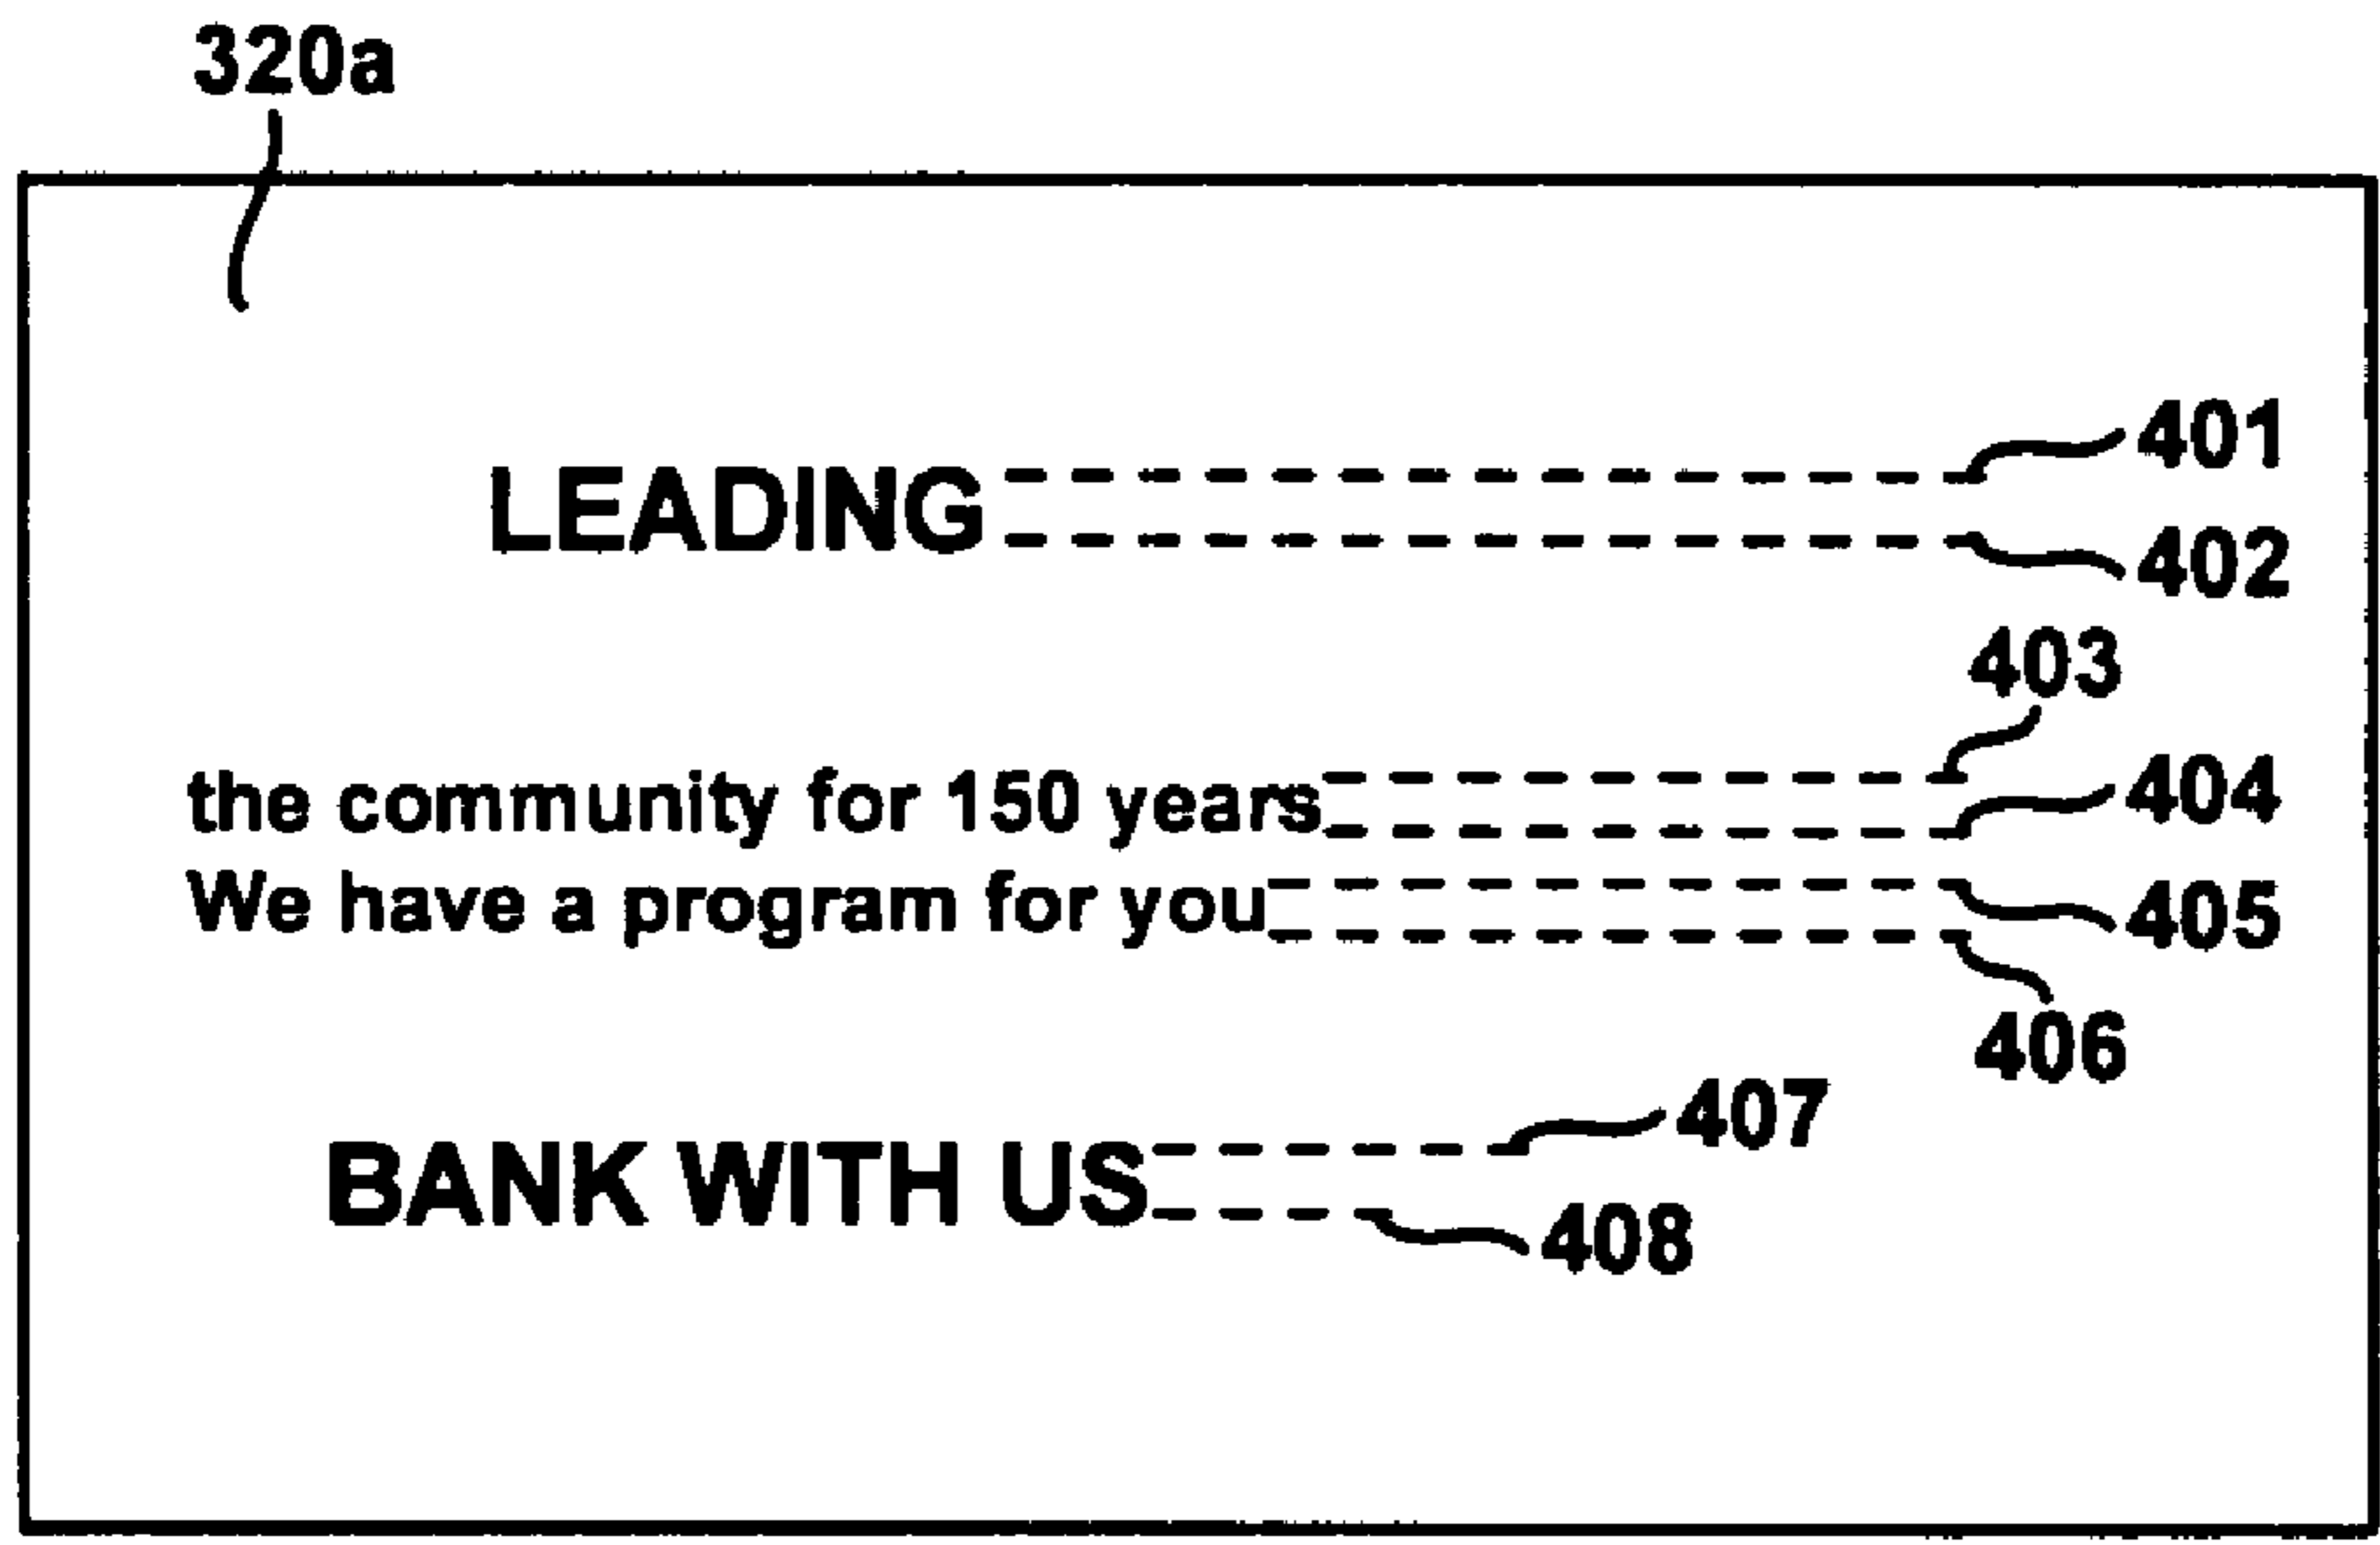 320a
LEADING
401
402
403
the community for 150 years
404
We have a program for you
405
406
BANK WITH US
407
408